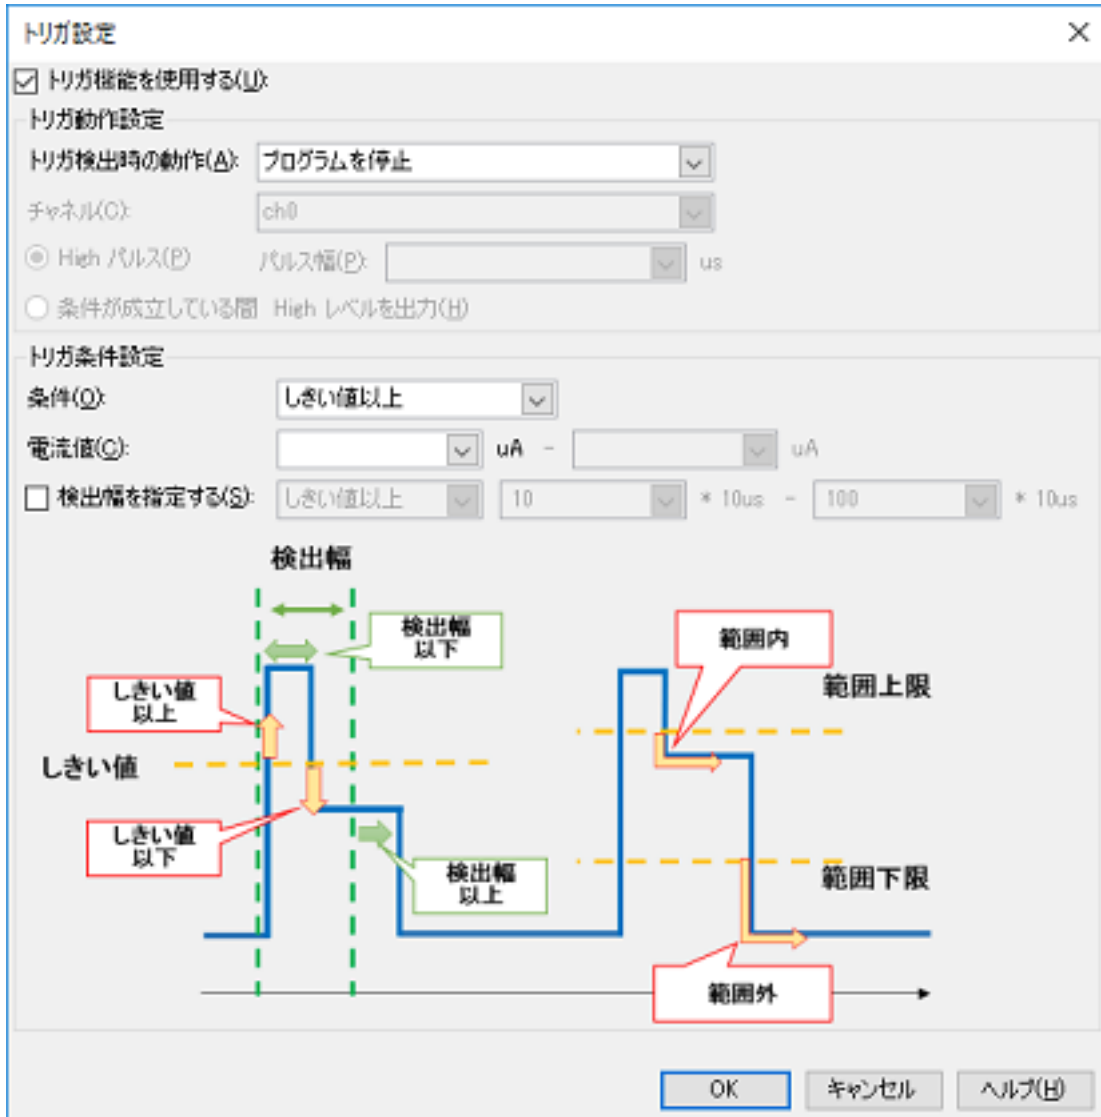 トリガ設定
トリガ機能を使用する(U):
トリガ動作設定
トリガ検出時の動作(A): プログラムを停止
チャネル(C): ch0
High パルス(P) パルス幅(P): us
条件が成立している間 High レベルを出力(H)
トリガ条件設定
条件(O): しきい値以上
電流値(C): uA - uA
検出幅を指定する(S): しきい値以上 10 * 10us - 100 * 10us
検出幅
検出幅
以下
範囲内
しきい値
以上
範囲上限
しきい値
しきい値
以下
検出幅
以上
範囲下限
範囲外
OK キャンセル ヘルプ(H)